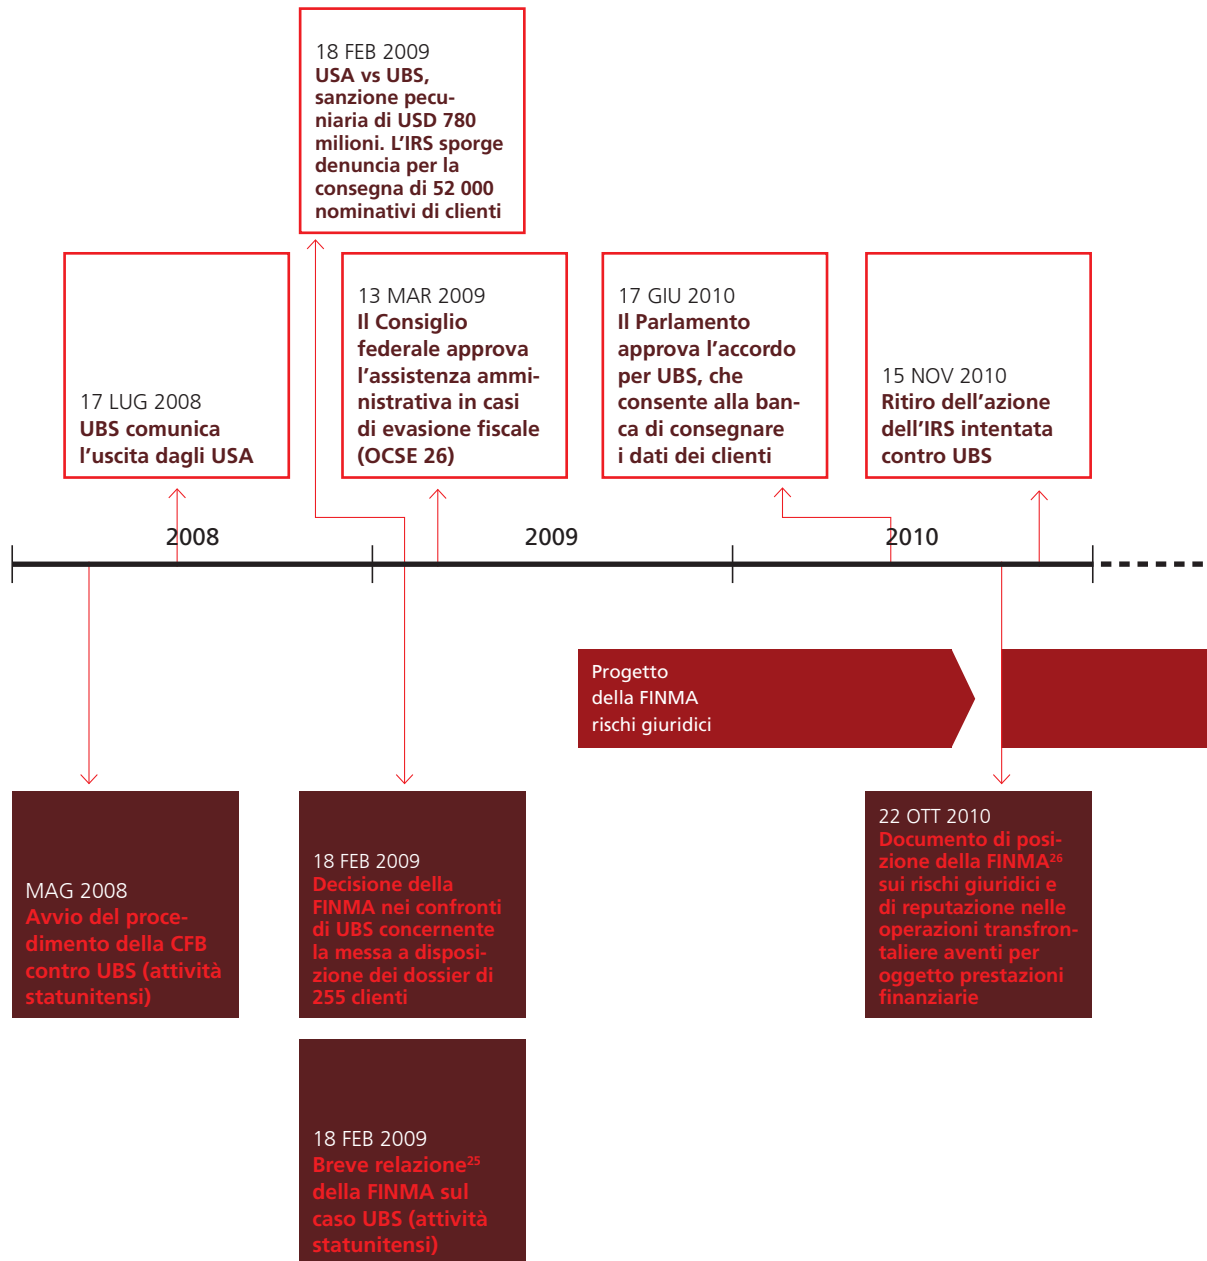 18 FEB 2009
USA vs UBS,
sanzione pecu-
niaria di USD 780
milioni. L’IRS sporge
denuncia per la
consegna di 52 000
nominativi di clienti
17 LUG 2008
UBS comunica
l’uscita dagli USA
13 MAR 2009
Il Consiglio
federale approva
l’assistenza ammi-
nistrativa in casi
di evasione fiscale
(OCSE 26)
17 GIU 2010
Il Parlamento
approva l’accordo
per UBS, che
consente alla ban-
ca di consegnare
i dati dei clienti
15 NOV 2010
Ritiro dell’azione
dell’IRS intentata
contro UBS
2008
2009
2010
Progetto
della FINMA
rischi giuridici
MAG 2008
Avvio del proce-
dimento della CFB
contro UBS (attività
statunitensi)
18 FEB 2009
Decisione della
FINMA nei confronti
di UBS concernente
la messa a disposi-
zione dei dossier di
255 clienti
22 OTT 2010
Documento di posi-
zione della FINMA²⁶
sui rischi giuridici e
di reputazione nelle
operazioni transfron-
taliere aventi per
oggetto prestazioni
finanziarie
18 FEB 2009
Breve relazione²⁵
della FINMA sul
caso UBS (attività
statunitensi)